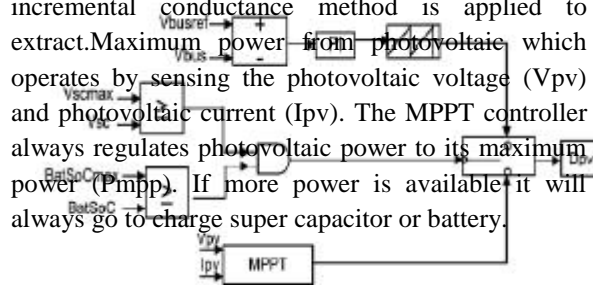 incremental conductance method is applied to
Vbusref
+
extract.Maximum power from photovoltaic which
Vbus
-
operates by sensing the photovoltaic voltage (Vpv)
Vscmax
and photovoltaic current (Ipv). The MPPT controller
Vsc
always regulates photovoltaic power to its maximum
Dpv
BatSoCmax
power (Pmpp). If more power is available it will
BatSoC
always go to charge super capacitor or battery.
Vpv
Ipv
MPPT